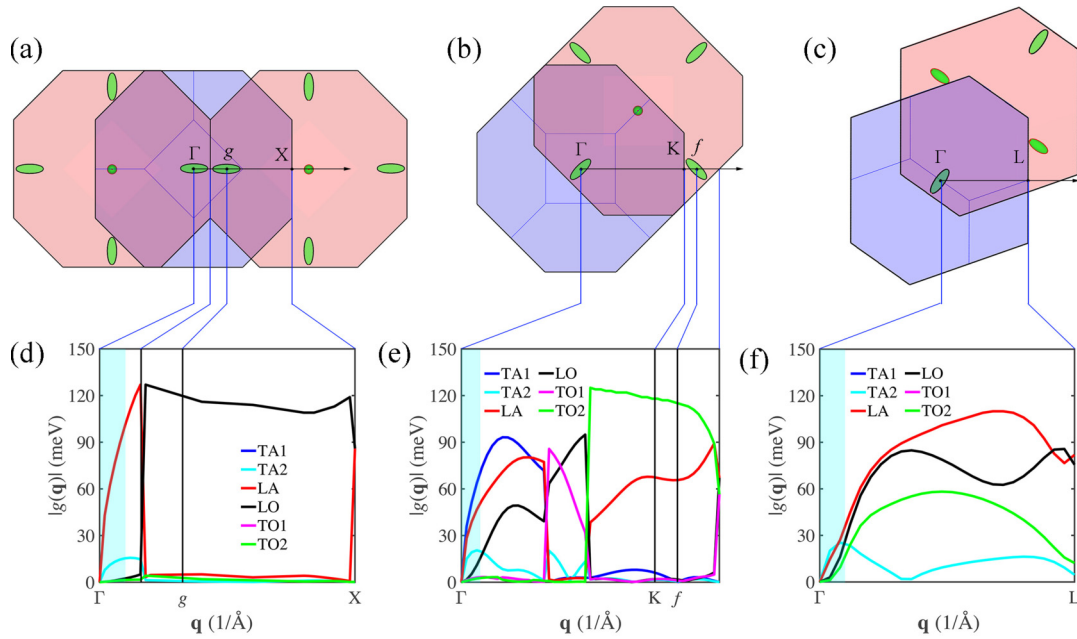 (a)
Γ
g
X
(b)
Γ
K
f
(c)
Γ
L
(d)
|g(q)| (meV)
150
120
90
60
30
0
TA1
TA2
LA
LO
TO1
TO2
Γ
g
X
q (1/Å)
(e)
|g(q)| (meV)
150
120
90
60
30
0
TA1 LO
TA2 TO1
LA TO2
Γ
K
f
q (1/Å)
(f)
|g(q)| (meV)
150
120
90
60
30
0
TA1 LO
TA2 TO1
LA TO2
Γ
L
q (1/Å)